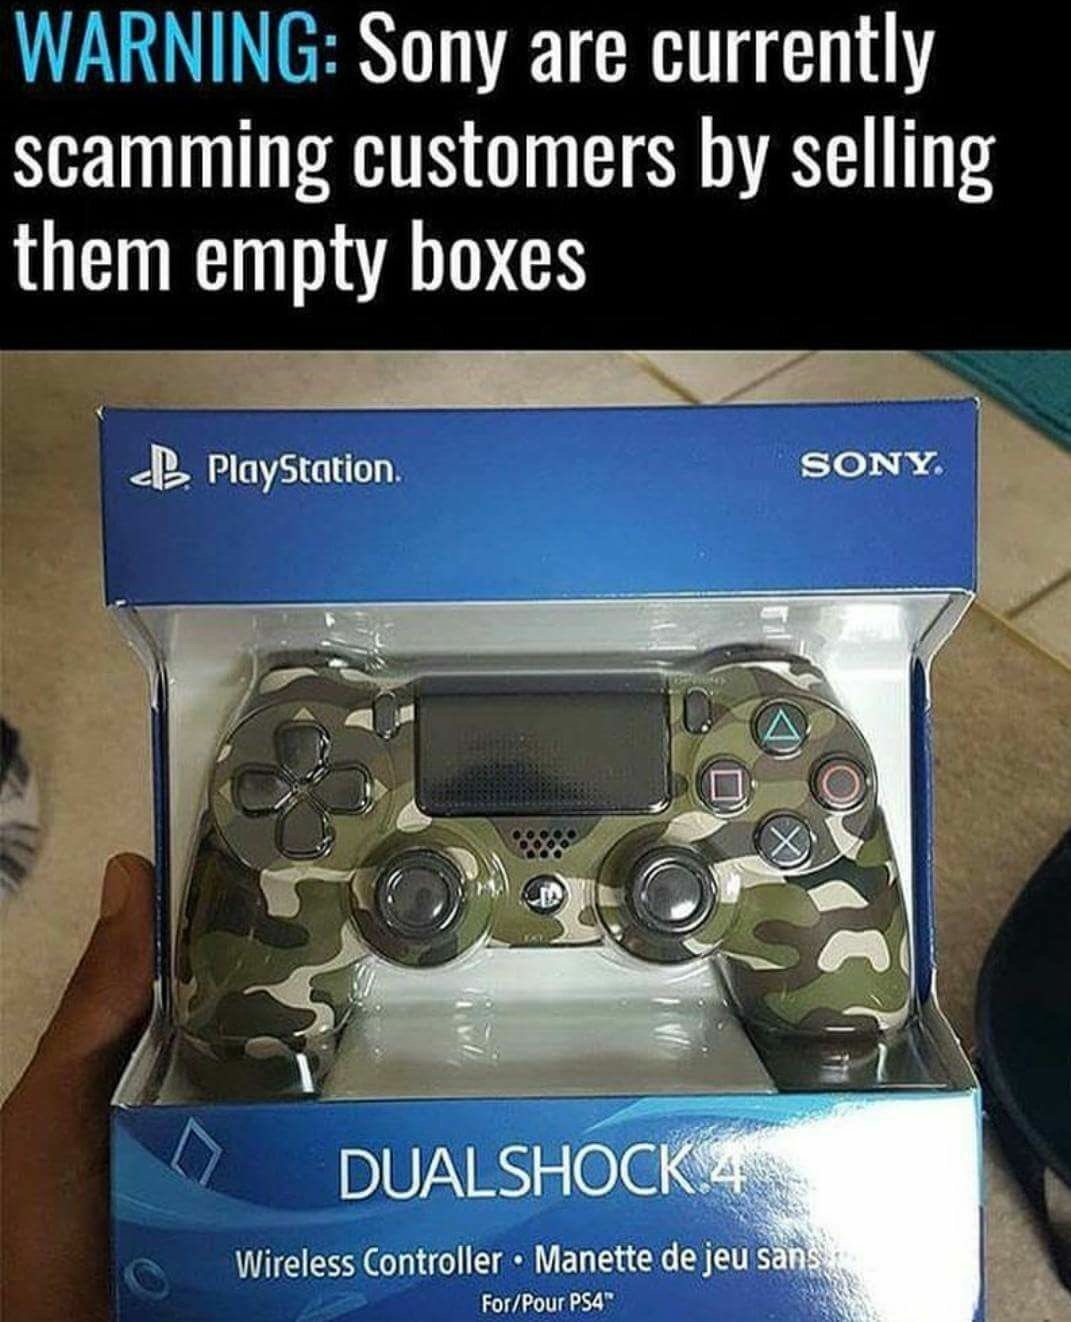 WARNING: Sony are currently
scamming customers by selling
them empty boxes
PlayStation.
SONY.
DUALSHOCK.4
Wireless Controller • Manette de jeu sans
For/Pour PS4™